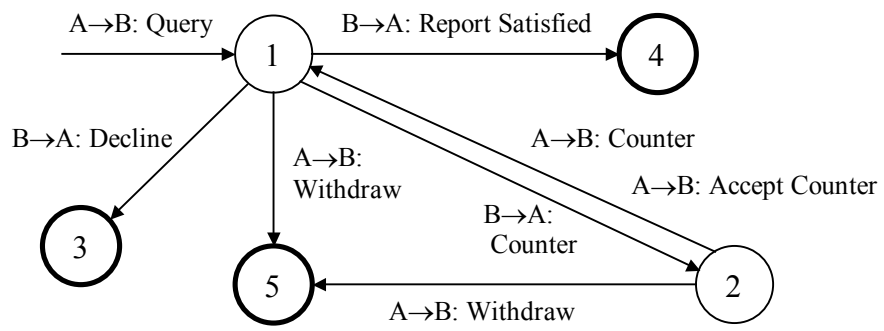 A→B: Query
B→A: Report Satisfied
1
4
B→A: Decline
A→B: Counter
A→B:
Withdraw
A→B: Accept Counter
B→A:
Counter
3
5
2
A→B: Withdraw